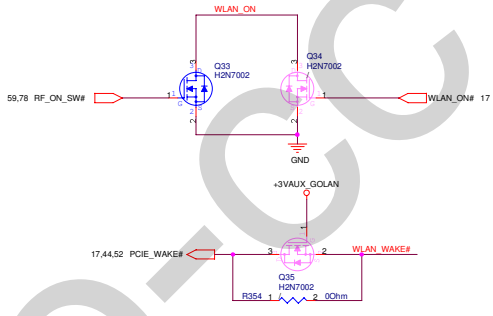 WLAN_ON
3 3
Q33 Q34
H2N7002 H2N7002
59,78 RF_ON_SW# 1 G 1 WLAN_ON# 17
2 2
GND
+3VAUX_GOLAN
1
17,44,52 PCIE_WAKE# 3 2 WLAN_WAKE#
Q35
H2N7002
R354 1 2 0Ohm